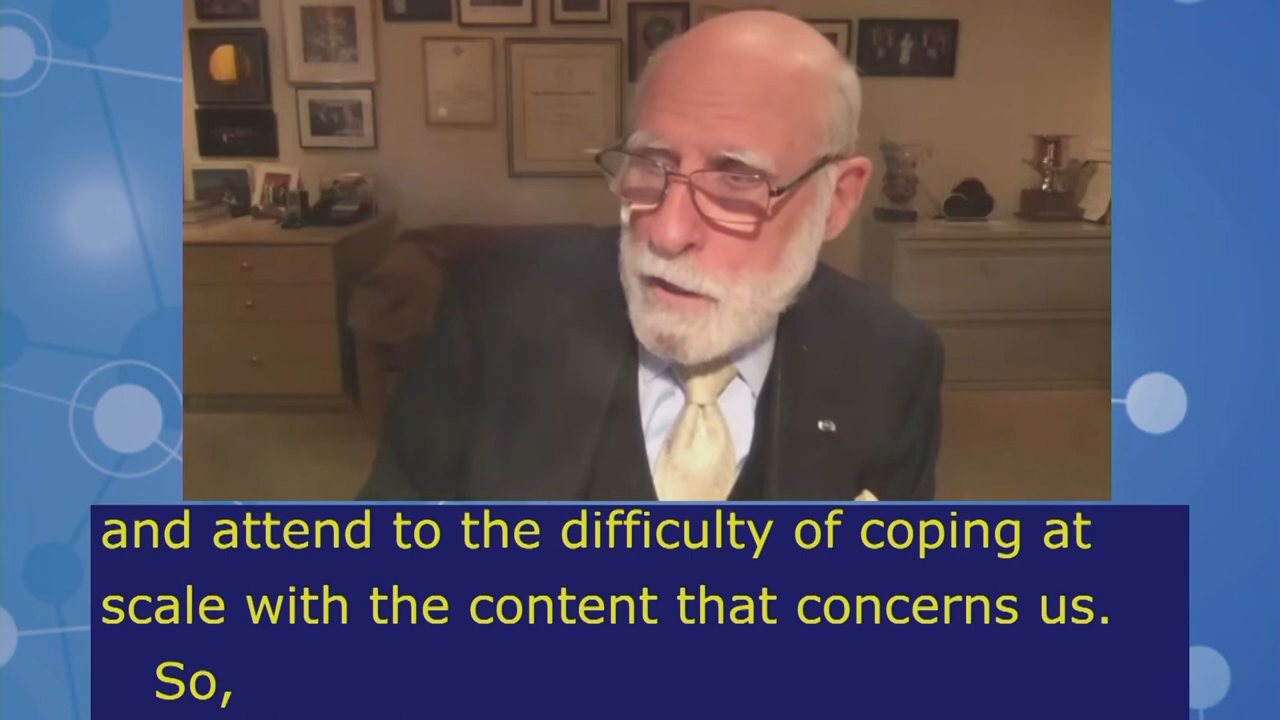 and attend to the difficulty of coping at
scale with the content that concerns us.
So,